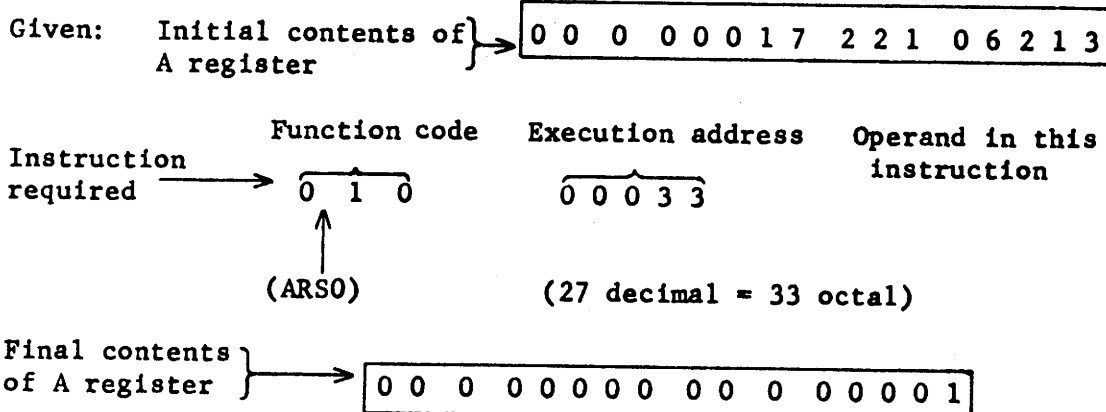 Given: Initial contents of A register 0 0 0 0 0 0 1 7 2 2 1 0 6 2 1 3
Function code Execution address Operand in this instruction
Instruction required 0 1 0 0 0 0 3 3
(ARSO) (27 decimal = 33 octal)
Final contents of A register 0 0 0 0 0 0 0 0 0 0 0 0 0 0 0 1